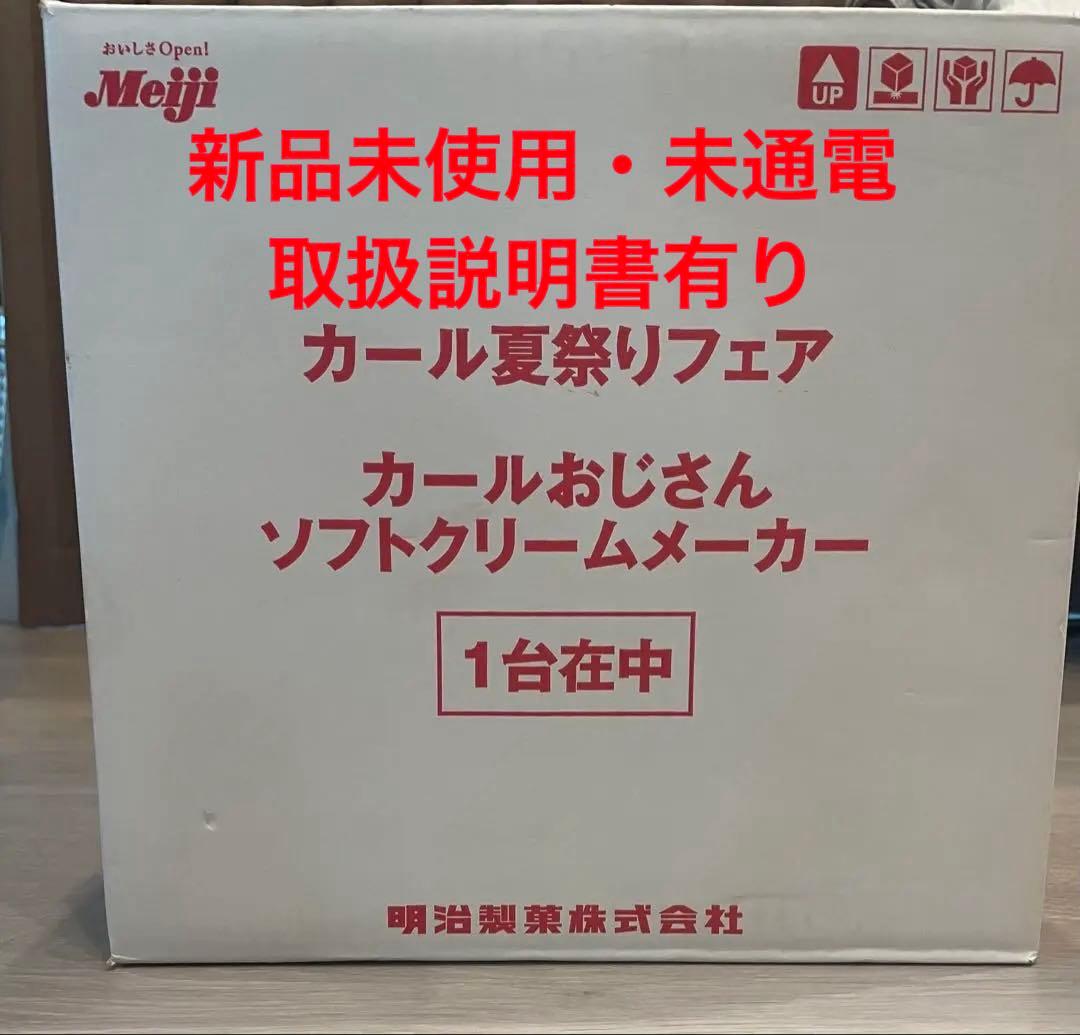 おいしさOpen!
Meiji
UP
新品未使用・未通電
取扱説明書有り
カール夏祭りフェア
カールおじさん
ソフトクリームメーカー
1台在中
明治製菓株式会社